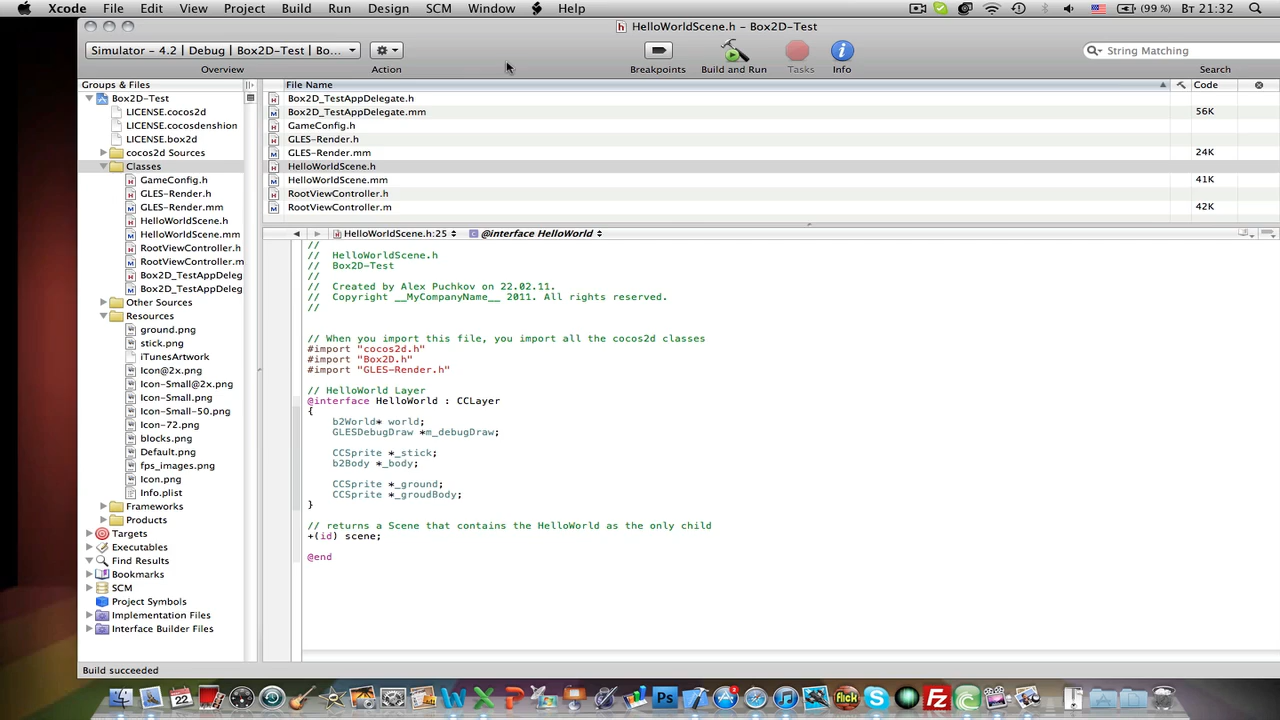 Xcode File Edit View Project Build Run Design SCM Window Help (99 %) Вт 21:32
HelloWorldScene.h – Box2D-Test
Simulator – 4.2 | Debug | Box2D-Test | Bo... String Matching
Overview Action Breakpoints Build and Run Tasks Info Search
Groups & Files File Name Code
Box2D-Test
LICENSE.cocos2d
LICENSE.cocosdenshion
LICENSE.box2d
cocos2d Sources
Classes
GameConfig.h
GLES-Render.h
GLES-Render.mm
HelloWorldScene.h
HelloWorldScene.mm
RootViewController.h
RootViewController.m
Box2D_TestAppDeleg
Box2D_TestAppDeleg
Other Sources
Resources
ground.png
stick.png
iTunesArtwork
Icon@2x.png
Icon-Small@2x.png
Icon-Small.png
Icon-Small-50.png
Icon-72.png
blocks.png
Default.png
fps_images.png
Icon.png
Info.plist
Frameworks
Products
Targets
Executables
Find Results
Bookmarks
SCM
Project Symbols
Implementation Files
Interface Builder Files
Box2D_TestAppDelegate.h
Box2D_TestAppDelegate.mm 56K
GameConfig.h
GLES-Render.h
GLES-Render.mm 24K
HelloWorldScene.h
HelloWorldScene.mm 41K
RootViewController.h
RootViewController.m 42K
HelloWorldScene.h:25 @interface HelloWorld
//
// HelloWorldScene.h
// Box2D-Test
//
// Created by Alex Puchkov on 22.02.11.
// Copyright __MyCompanyName__ 2011. All rights reserved.
//
// When you import this file, you import all the cocos2d classes
#import "cocos2d.h"
#import "Box2D.h"
#import "GLES-Render.h"
// HelloWorld Layer
@interface HelloWorld : CCLayer
{
b2World* world;
GLESDebugDraw *m_debugDraw;
CCSprite *_stick;
b2Body *_body;
CCSprite *_ground;
CCSprite *_groudBody;
}
// returns a Scene that contains the HelloWorld as the only child
+(id) scene;
@end
Build succeeded